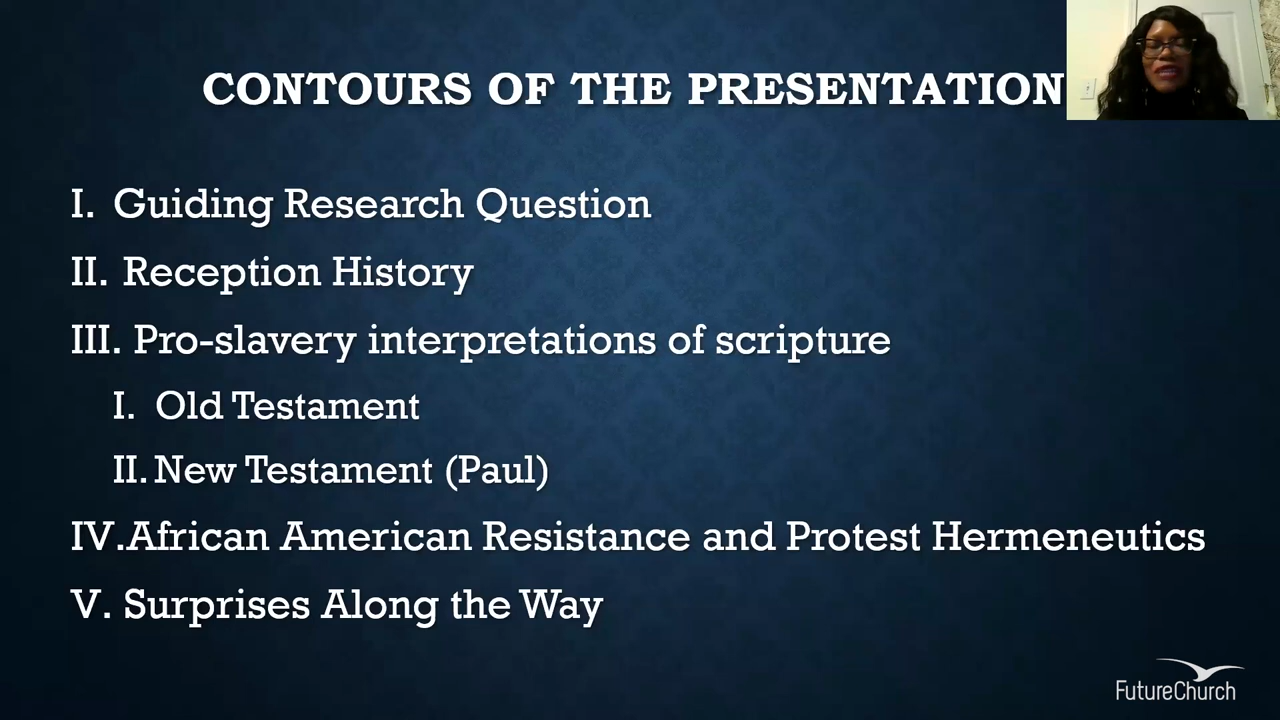 CONTOURS OF THE PRESENTATION
I. Guiding Research Question
II. Reception History
III. Pro-slavery interpretations of scripture
I. Old Testament
II. New Testament (Paul)
IV.African American Resistance and Protest Hermeneutics
V. Surprises Along the Way
FutureChurch